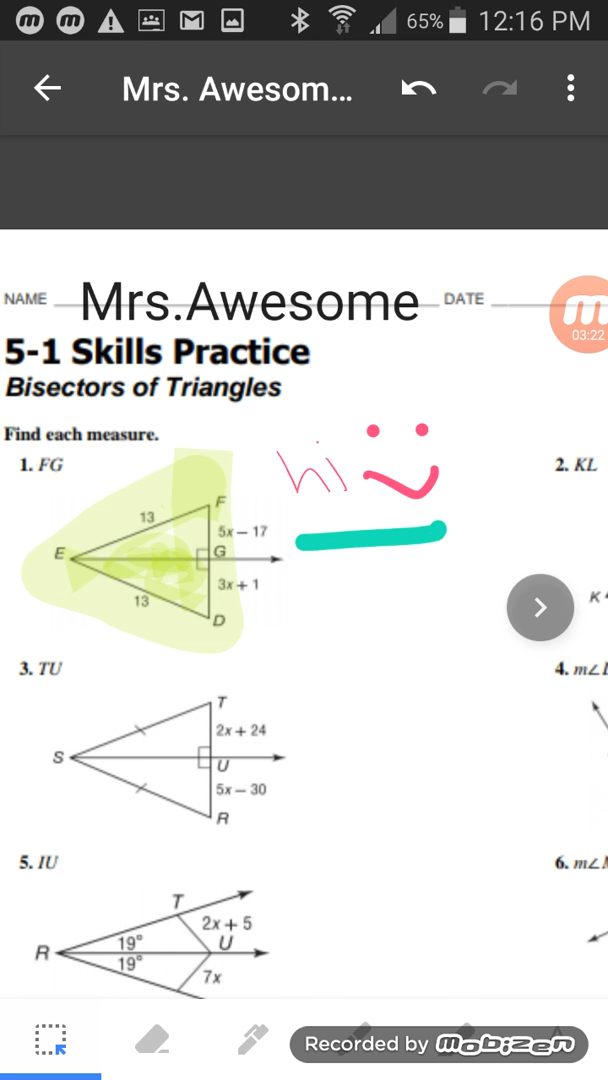 65% 12:16 PM
Mrs. Awesom...
NAME Mrs.Awesome DATE
03:22
5-1 Skills Practice
Bisectors of Triangles
Find each measure.
hi
1. FG
2. KL
F
13
5x – 17
E
G
3x + 1
13
D
K
3. TU
4. m∠
T
2x + 24
S
U
5x – 30
R
5. IU
6. m∠
T
2x + 5
19°
U
R
19°
7x
Recorded by mobizen